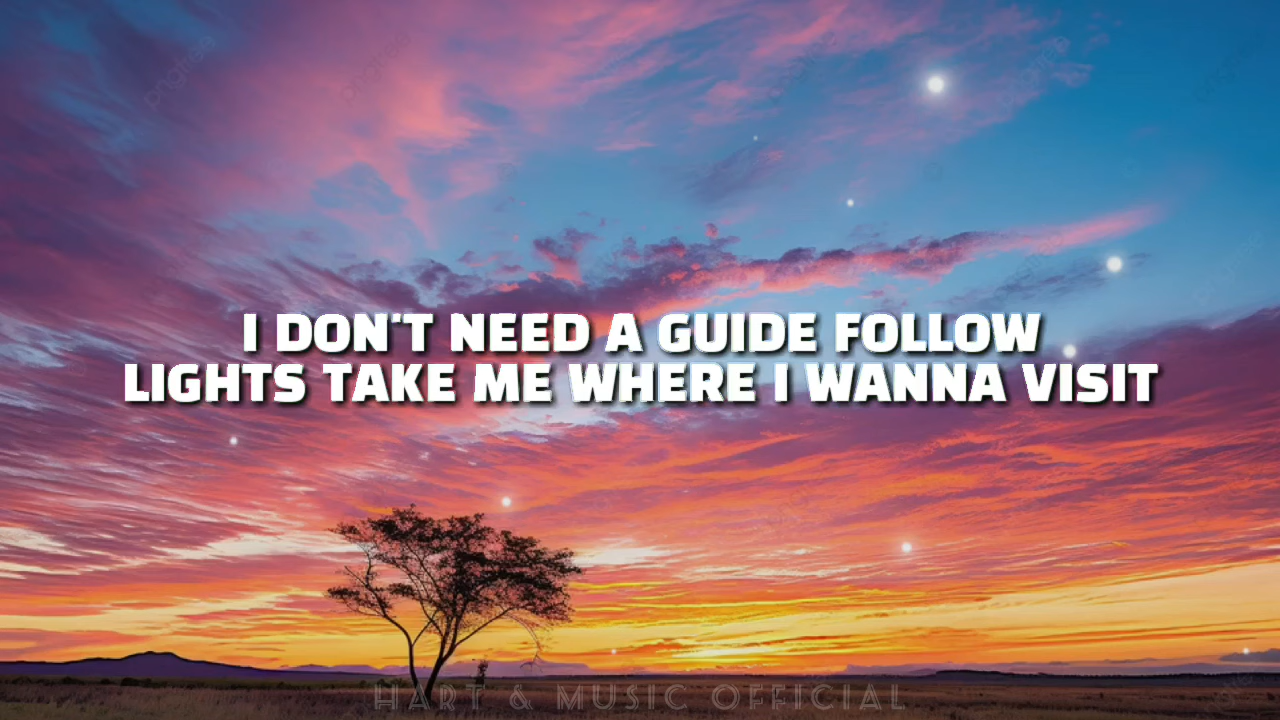 I DON'T NEED A GUIDE FOLLOW
LIGHTS TAKE ME WHERE I WANNA VISIT
HART & MUSIC OFFICIAL